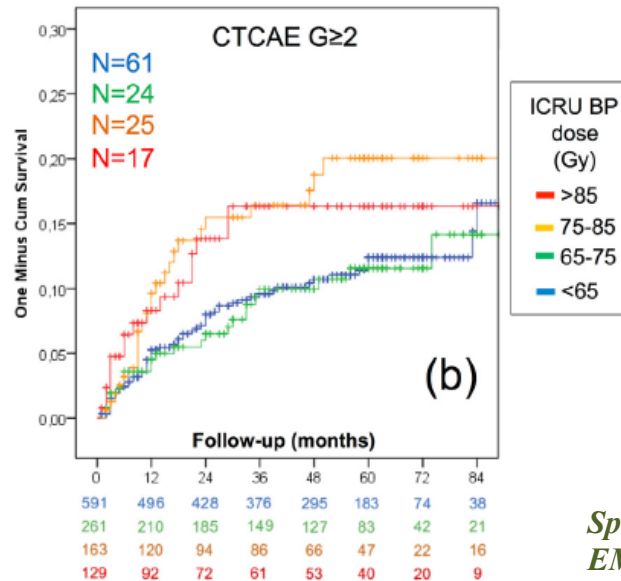 0,30
0,25
0,20
0,15
0,10
0,05
0,00
One Minus Cum Survival
CTCAE G≥2
N=61
N=24
N=25
N=17
(b)
Follow-up (months)
0 12 24 36 48 60 72 84
591 496 428 376 295 183 74 38
261 210 185 149 127 83 42 21
163 120 94 86 66 47 22 16
129 92 72 61 53 40 20 9
ICRU BP
dose
(Gy)
>85
75-85
65-75
<65
Sp
EM